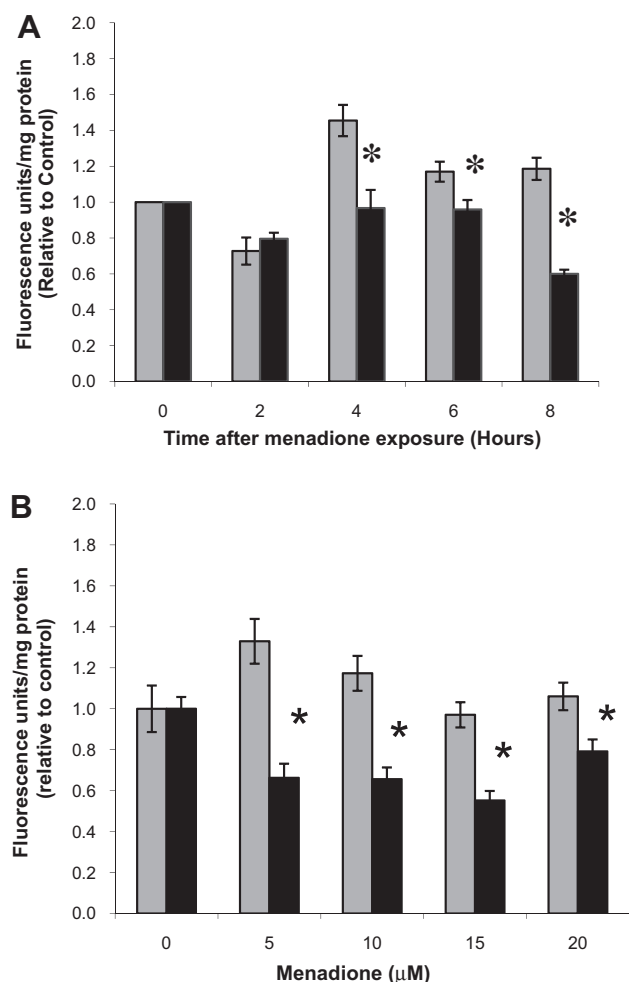 A
Fluorescence units/mg protein
(Relative to Control)
2.0
1.8
1.6
1.4
1.2
1.0
0.8
0.6
0.4
0.2
0.0
* * *
0 2 4 6 8
Time after menadione exposure (Hours)
B
Fluorescence units/mg protein
(relative to control)
2.0
1.8
1.6
1.4
1.2
1.0
0.8
0.6
0.4
0.2
0.0
* * * *
0 5 10 15 20
Menadione (μM)